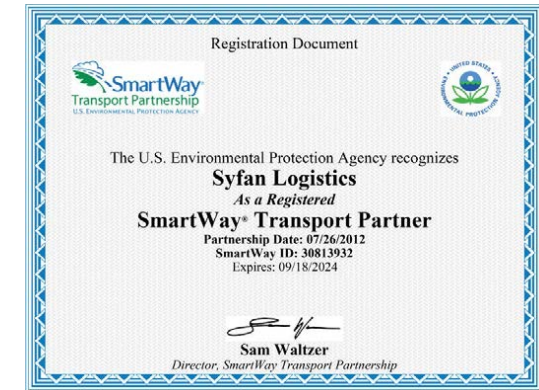 Registration Document
SmartWay
Transport Partnership
U.S. ENVIRONMENTAL PROTECTION AGENCY
UNITED STATES
ENVIRONMENTAL PROTECTION AGENCY
The U.S. Environmental Protection Agency recognizes
Syfan Logistics
As a Registered
SmartWay® Transport Partner
Partnership Date: 07/26/2012
SmartWay ID: 30813932
Expires: 09/18/2024
Sam Waltzer
Director, SmartWay Transport Partnership